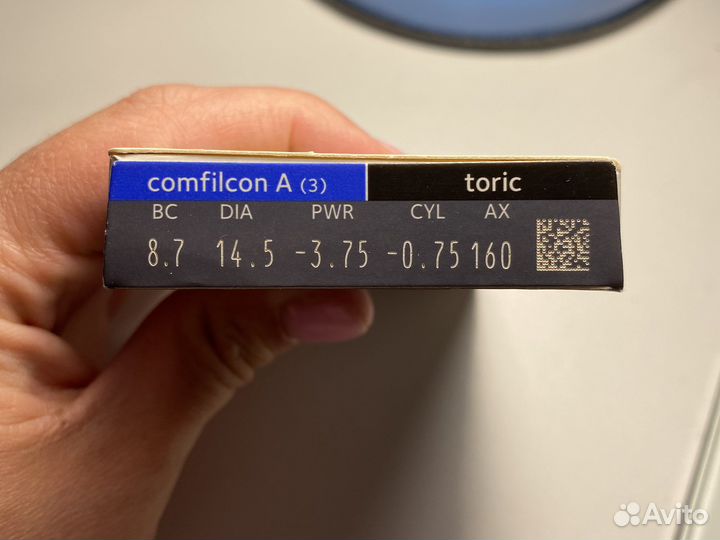 comfilcon A (3) toric
BC DIA PWR CYL AX
8.7 14.5 -3.75 -0.75 160
Avito